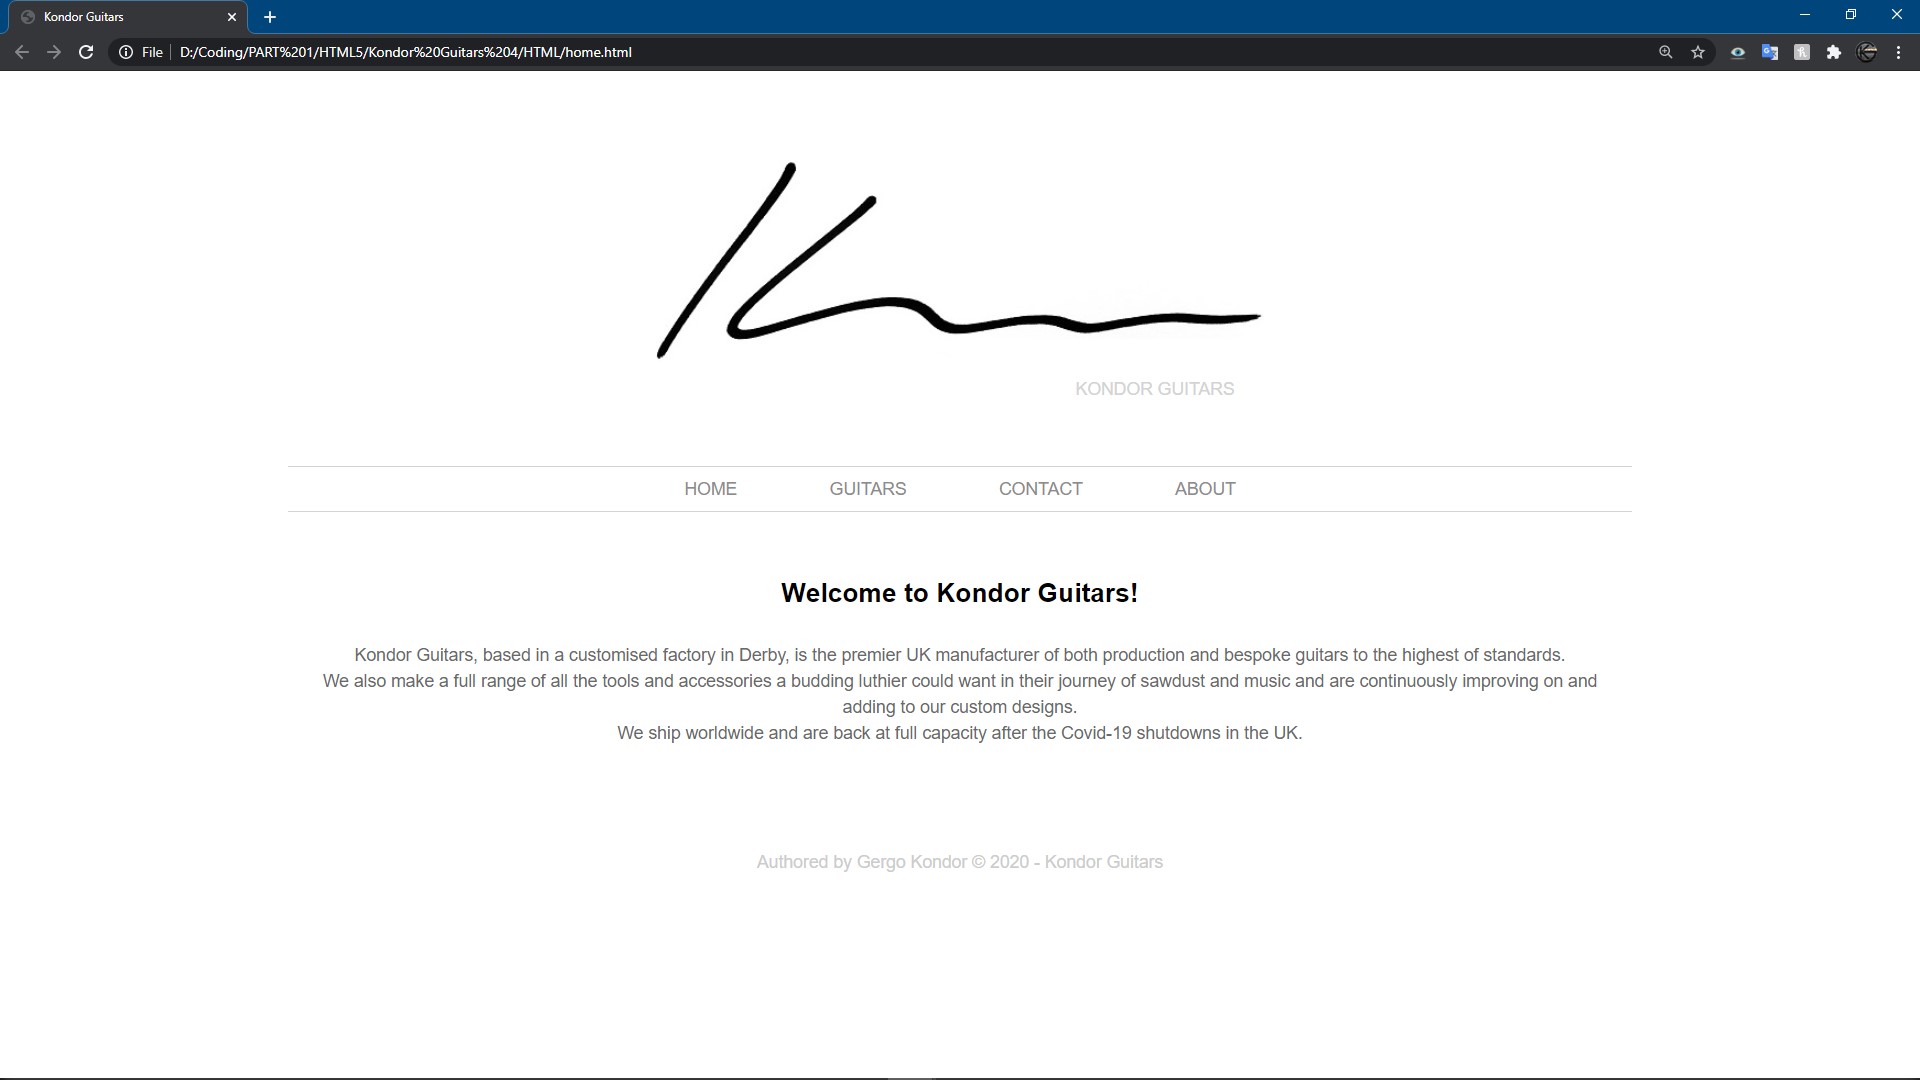 Kondor Guitars
File D:/Coding/PART%201/HTML5/Kondor%20Guitars%204/HTML/home.html
KONDOR GUITARS
HOME GUITARS CONTACT ABOUT
Welcome to Kondor Guitars!
Kondor Guitars, based in a customised factory in Derby, is the premier UK manufacturer of both production and bespoke guitars to the highest of standards.
We also make a full range of all the tools and accessories a budding luthier could want in their journey of sawdust and music and are continuously improving on and
adding to our custom designs.
We ship worldwide and are back at full capacity after the Covid-19 shutdowns in the UK.
Authored by Gergo Kondor © 2020 - Kondor Guitars